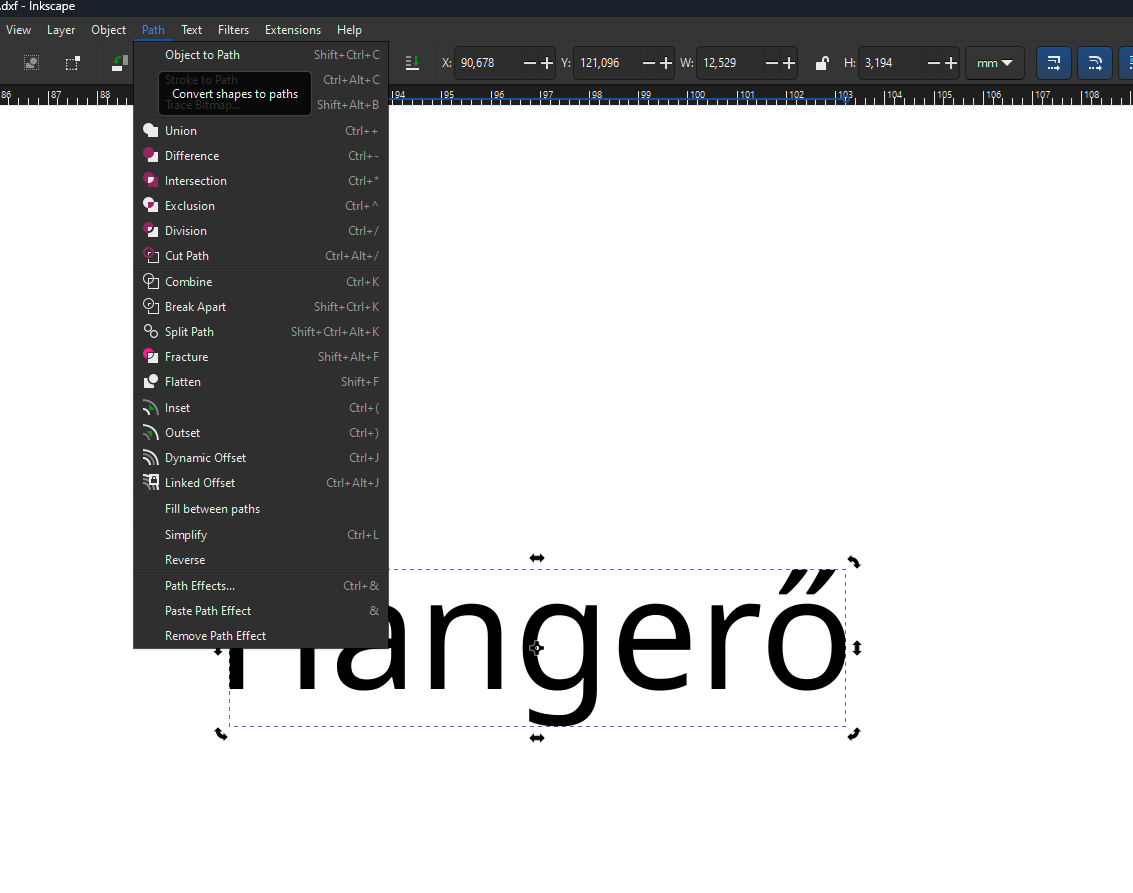 .dxf - Inkscape
View Layer Object Path Text Filters Extensions Help
X: 90,678 Y: 121,096 W: 12,529 H: 3,194 mm
86 87 88 94 95 96 97 98 99 100 101 102 103 104 105 106 107 108
Object to Path Shift+Ctrl+C
Stroke to Path Ctrl+Alt+C
Convert shapes to paths
Trace Bitmap... Shift+Alt+B
Union Ctrl++
Difference Ctrl+-
Intersection Ctrl+*
Exclusion Ctrl+^
Division Ctrl+/
Cut Path Ctrl+Alt+/
Combine Ctrl+K
Break Apart Shift+Ctrl+K
Split Path Shift+Ctrl+Alt+K
Fracture Shift+Alt+F
Flatten Shift+F
Inset Ctrl+(
Outset Ctrl+)
Dynamic Offset Ctrl+J
Linked Offset Ctrl+Alt+J
Fill between paths
Simplify Ctrl+L
Reverse
Path Effects... Ctrl+&
Paste Path Effect &
Remove Path Effect
Hangerő